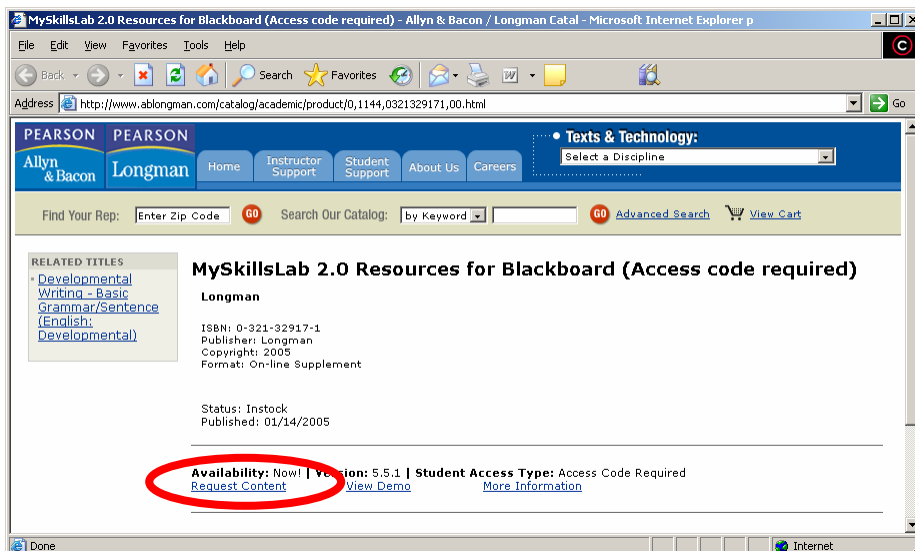 MySkillsLab 2.0 Resources for Blackboard (Access code required) - Allyn & Bacon / Longman Catal - Microsoft Internet Explorer p
File Edit View Favorites Tools Help
Back Search Favorites
Address http://www.ablongman.com/catalog/academic/product/0,1144,0321329171,00.html Go
PEARSON PEARSON
Allyn & Bacon Longman
Home Instructor Support Student Support About Us Careers
Texts & Technology:
Select a Discipline
Find Your Rep: Enter Zip Code GO Search Our Catalog: by Keyword GO Advanced Search View Cart
RELATED TITLES
Developmental
Writing - Basic
Grammar/Sentence
(English:
Developmental)
MySkillsLab 2.0 Resources for Blackboard (Access code required)
Longman
ISBN: 0-321-32917-1
Publisher: Longman
Copyright: 2005
Format: On-line Supplement
Status: Instock
Published: 01/14/2005
Availability: Now! | Version: 5.5.1 | Student Access Type: Access Code Required
Request Content View Demo More Information
Done Internet